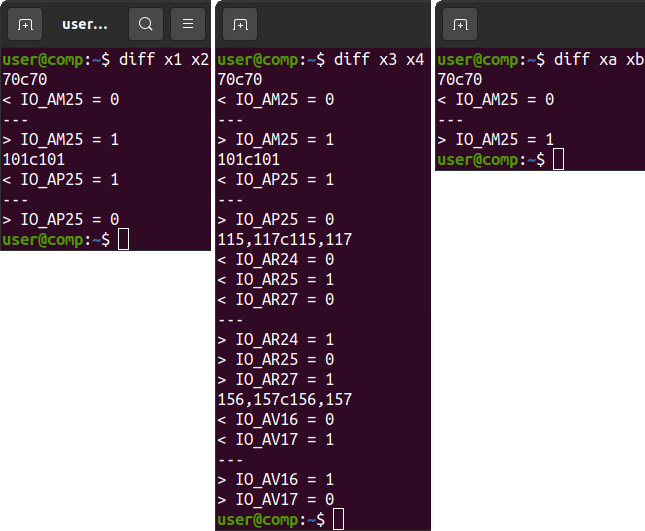 user...
user@comp:~$ diff x1 x2
70c70
< IO_AM25 = 0
---
> IO_AM25 = 1
101c101
< IO_AP25 = 1
---
> IO_AP25 = 0
user@comp:~$
user@comp:~$ diff x3 x4
70c70
< IO_AM25 = 0
---
> IO_AM25 = 1
101c101
< IO_AP25 = 1
---
> IO_AP25 = 0
115,117c115,117
< IO_AR24 = 0
< IO_AR25 = 1
< IO_AR27 = 0
---
> IO_AR24 = 1
> IO_AR25 = 0
> IO_AR27 = 1
156,157c156,157
< IO_AV16 = 0
< IO_AV17 = 1
---
> IO_AV16 = 1
> IO_AV17 = 0
user@comp:~$
user@comp:~$ diff xa xb
70c70
< IO_AM25 = 0
---
> IO_AM25 = 1
user@comp:~$